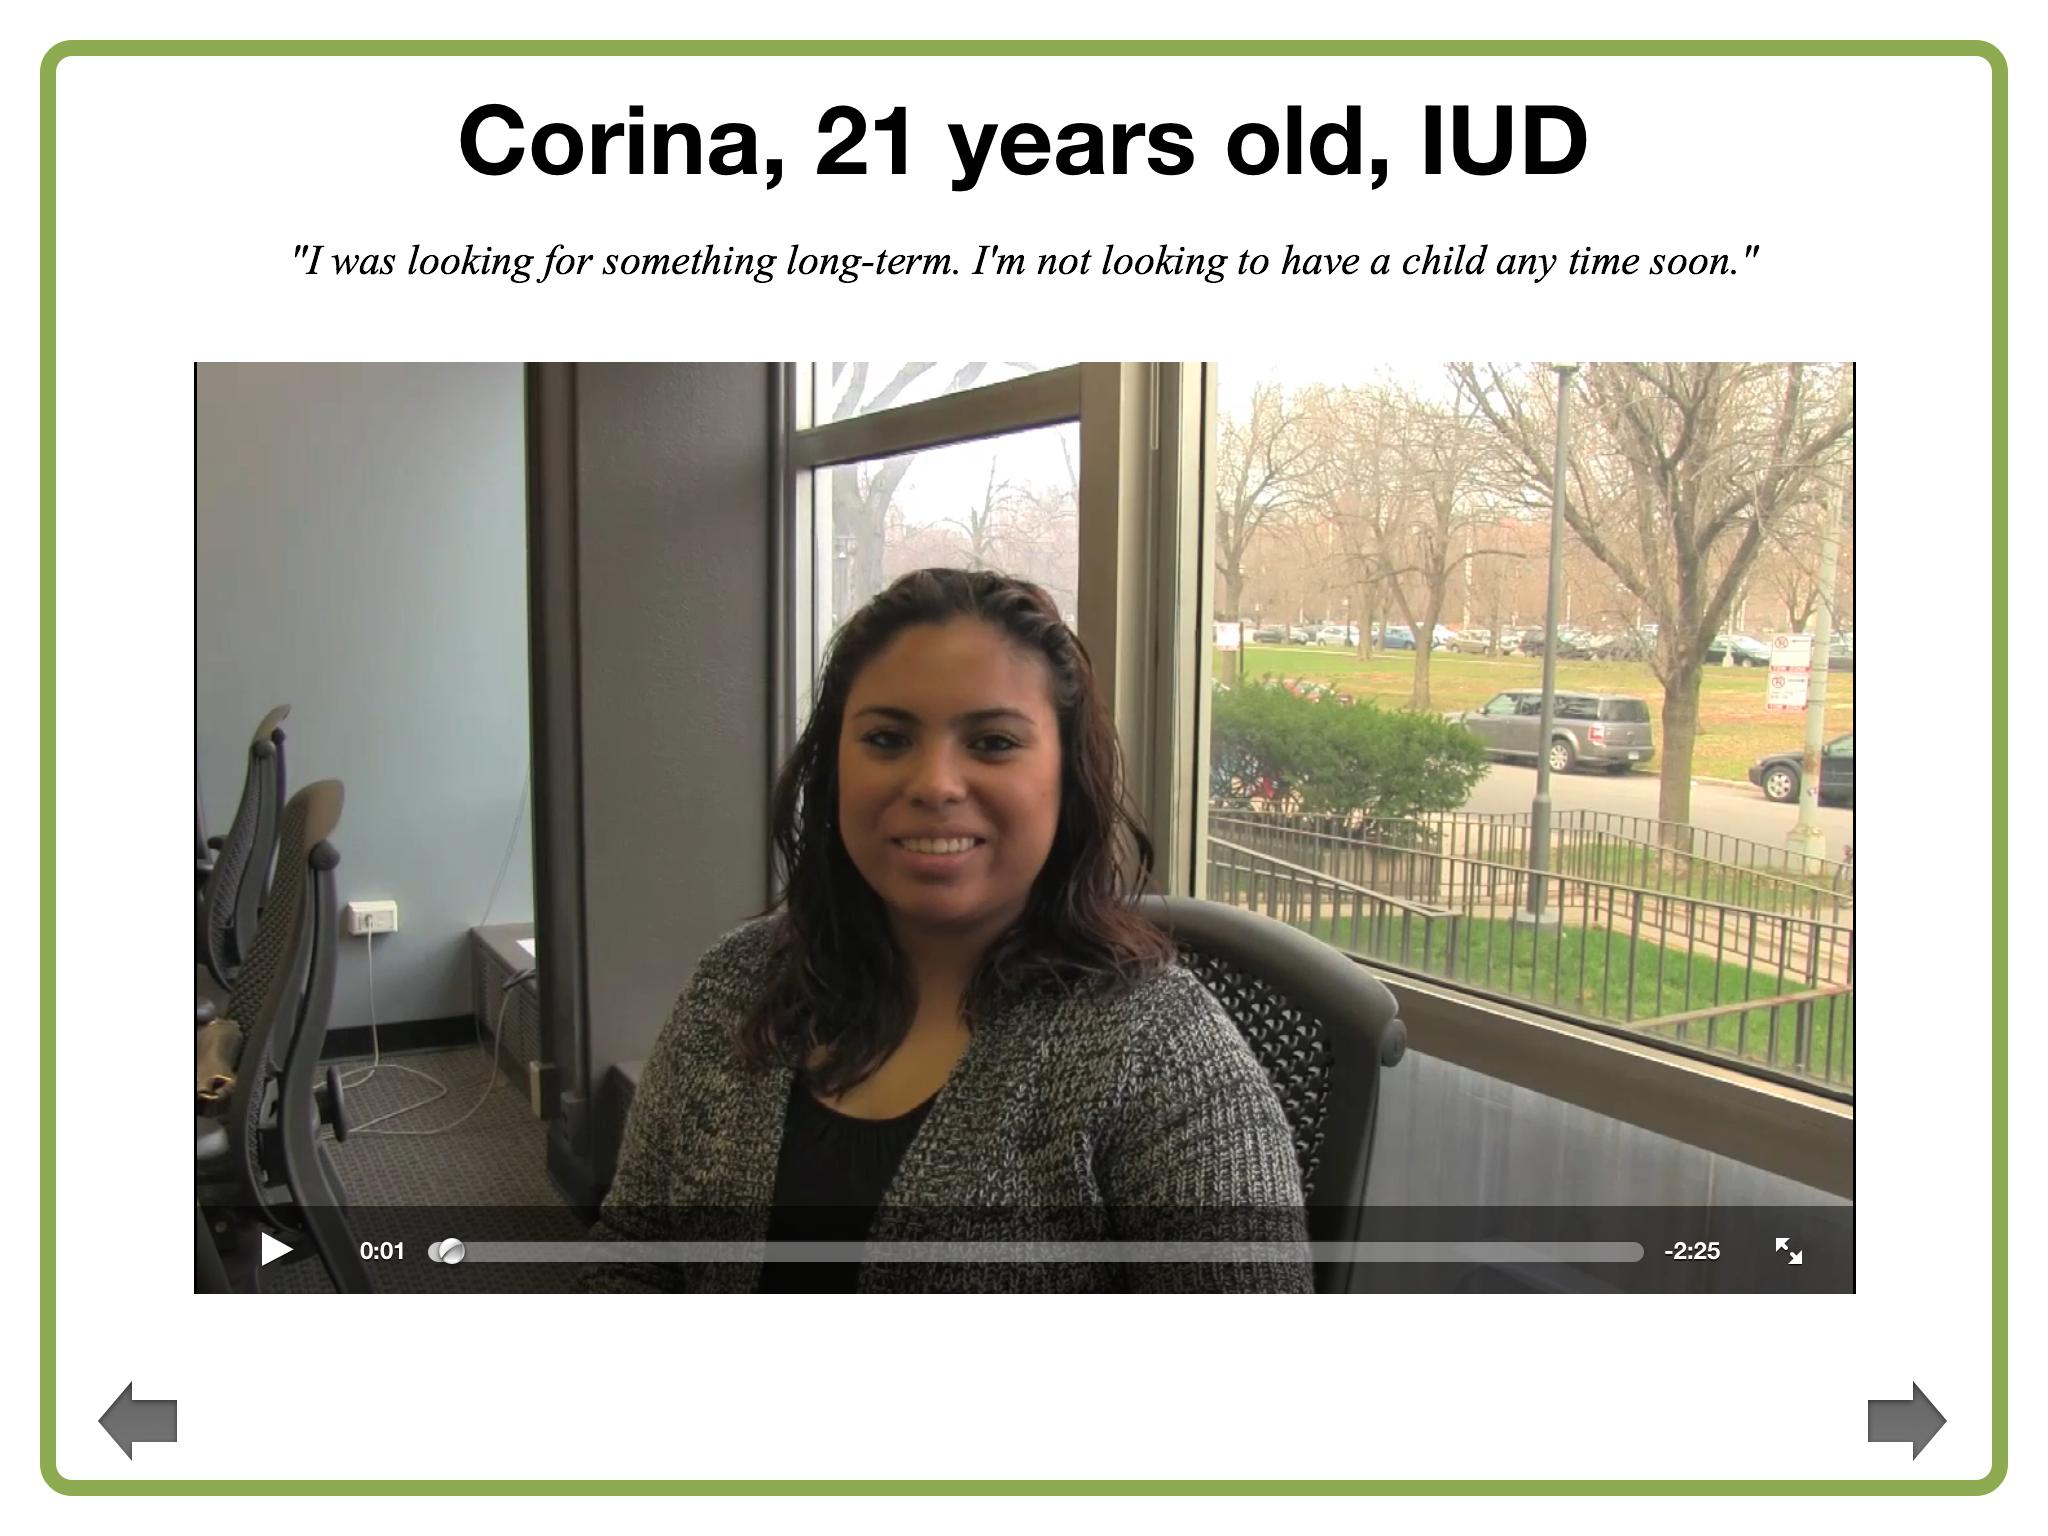 Corina, 21 years old, IUD
"I was looking for something long-term. I'm not looking to have a child any time soon."
0:01
-2:25